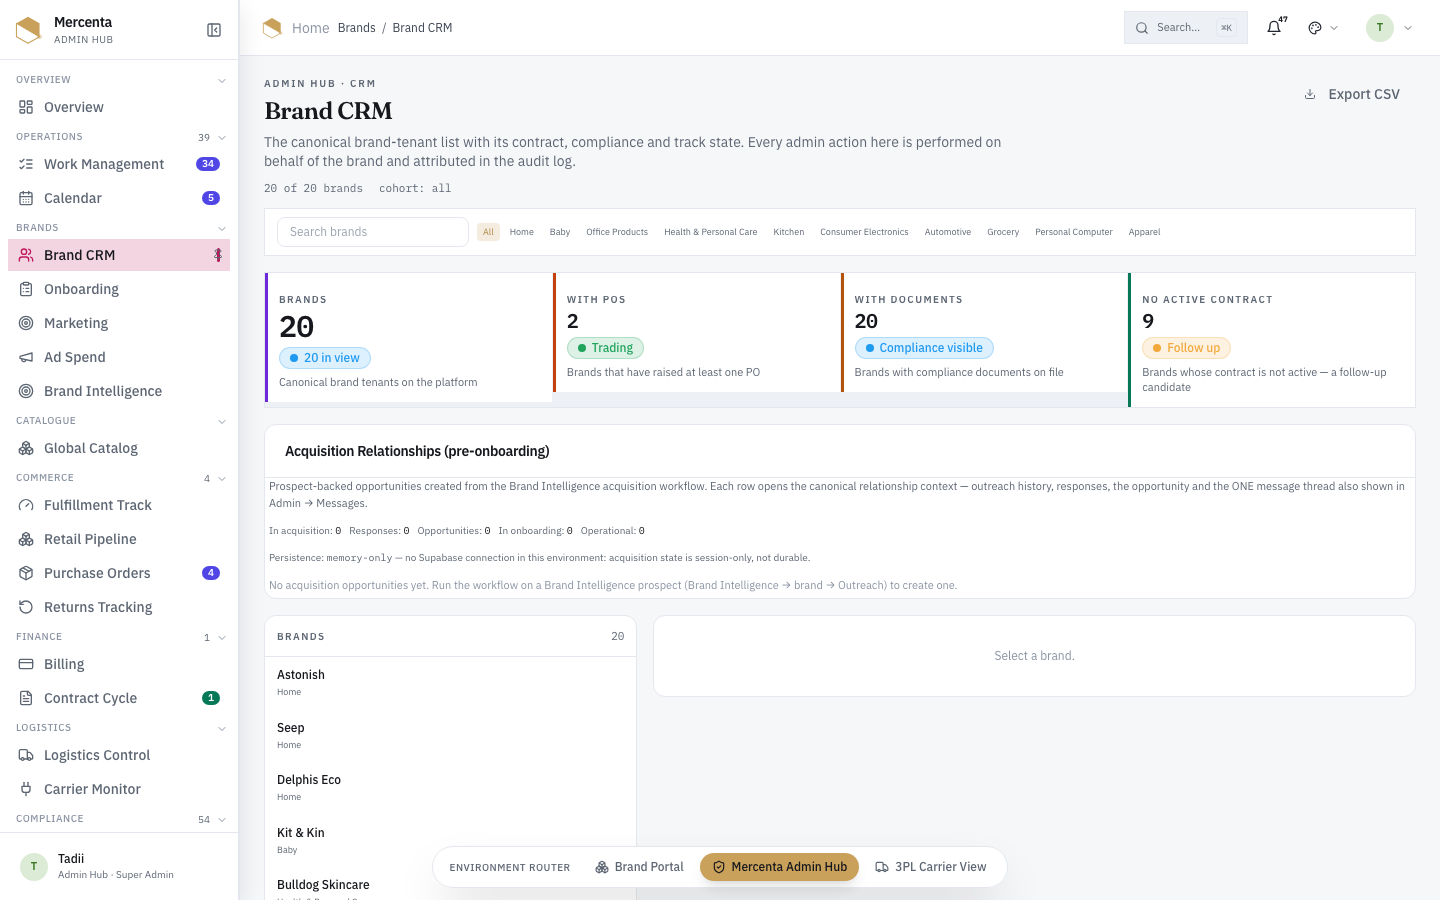 Mercenta
ADMIN HUB
OVERVIEW
Overview
OPERATIONS 39
Work Management 34
Calendar 5
BRANDS
Brand CRM
Onboarding
Marketing
Ad Spend
Brand Intelligence
CATALOGUE
Global Catalog
COMMERCE 4
Fulfillment Track
Retail Pipeline
Purchase Orders 4
Returns Tracking
FINANCE 1
Billing
Contract Cycle 1
LOGISTICS
Logistics Control
Carrier Monitor
COMPLIANCE 54
T
Tadii
Admin Hub · Super Admin
Home Brands / Brand CRM
Search... ⌘K
47
T
ADMIN HUB · CRM
Brand CRM
Export CSV
The canonical brand-tenant list with its contract, compliance and track state. Every admin action here is performed on
behalf of the brand and attributed in the audit log.
20 of 20 brands cohort: all
Search brands
All Home Baby Office Products Health & Personal Care Kitchen Consumer Electronics Automotive Grocery Personal Computer Apparel
BRANDS
20
20 in view
Canonical brand tenants on the platform
WITH POS
2
Trading
Brands that have raised at least one PO
WITH DOCUMENTS
20
Compliance visible
Brands with compliance documents on file
NO ACTIVE CONTRACT
9
Follow up
Brands whose contract is not active — a follow-up
candidate
Acquisition Relationships (pre-onboarding)
Prospect-backed opportunities created from the Brand Intelligence acquisition workflow. Each row opens the canonical relationship context — outreach history, responses, the opportunity and the ONE message thread also shown in
Admin → Messages.
In acquisition: 0 Responses: 0 Opportunities: 0 In onboarding: 0 Operational: 0
Persistence: memory-only — no Supabase connection in this environment: acquisition state is session-only, not durable.
No acquisition opportunities yet. Run the workflow on a Brand Intelligence prospect (Brand Intelligence → brand → Outreach) to create one.
BRANDS 20
Astonish
Home
Seep
Home
Delphis Eco
Home
Kit & Kin
Baby
Bulldog Skincare
Select a brand.
ENVIRONMENT ROUTER Brand Portal Mercenta Admin Hub 3PL Carrier View